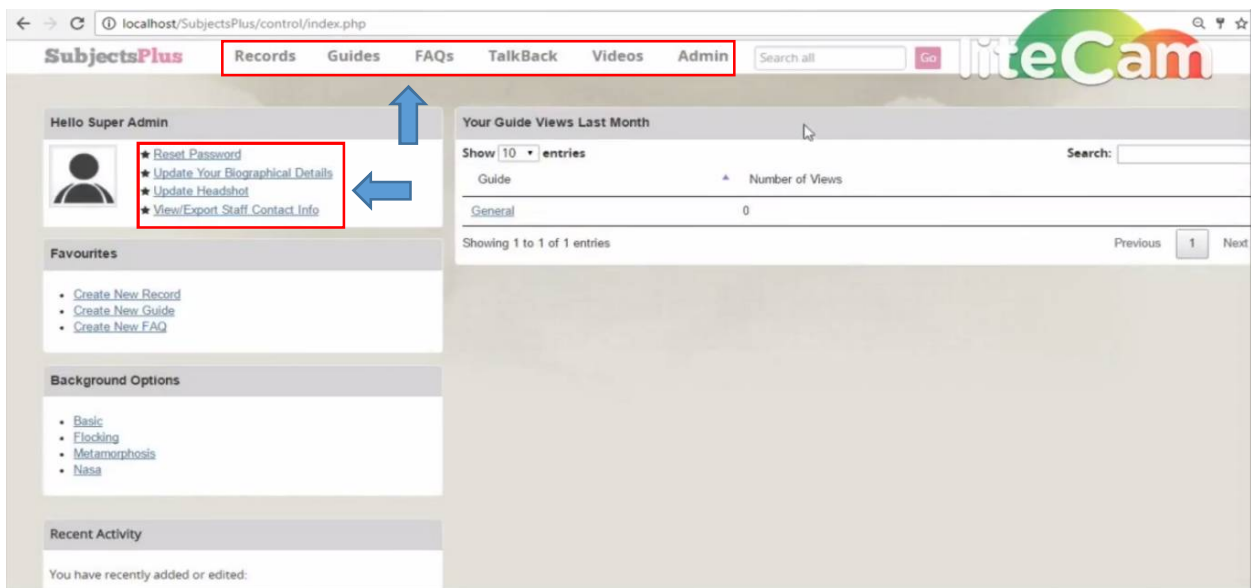 localhost/SubjectsPlus/control/index.php
SubjectsPlus Records Guides FAQs TalkBack Videos Admin Search all Go
liteCam
Hello Super Admin
★ Reset Password
★ Update Your Biographical Details
★ Update Headshot
★ View/Export Staff Contact Info
Favourites
• Create New Record
• Create New Guide
• Create New FAQ
Background Options
• Basic
• Flocking
• Metamorphosis
• Nasa
Recent Activity
You have recently added or edited:
Your Guide Views Last Month
Show 10 entries Search:
Guide Number of Views
General 0
Showing 1 to 1 of 1 entries Previous 1 Next